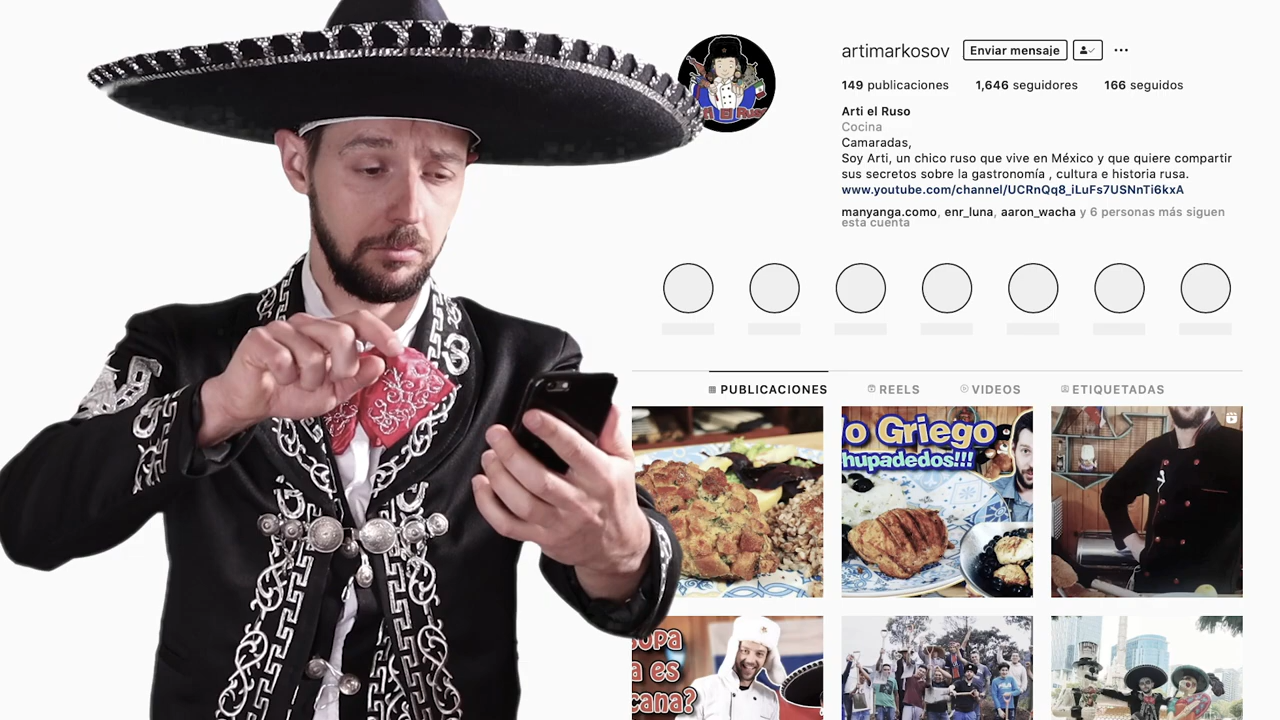 artimarkosov Enviar mensaje
149 publicaciones 1,646 seguidores 166 seguidos
Arti el Ruso
Cocina
Camaradas,
Soy Arti, un chico ruso que vive en México y que quiere compartir
sus secretos sobre la gastronomía , cultura e historia rusa.
www.youtube.com/channel/UCRnQq8_iLuFs7USNnTi6kxA
manyanga.como, enr_luna, aaron_wacha y 6 personas más siguen
esta cuenta
PUBLICACIONES REELS VIDEOS ETIQUETADAS
lo Griego
hupadedos!!!
sopa
a es
cana?